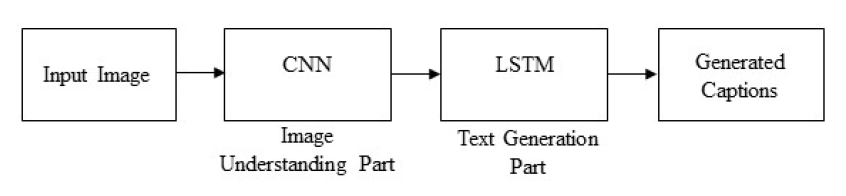 Input Image
CNN
LSTM
Generated
Captions
Image
Understanding Part
Text Generation
Part